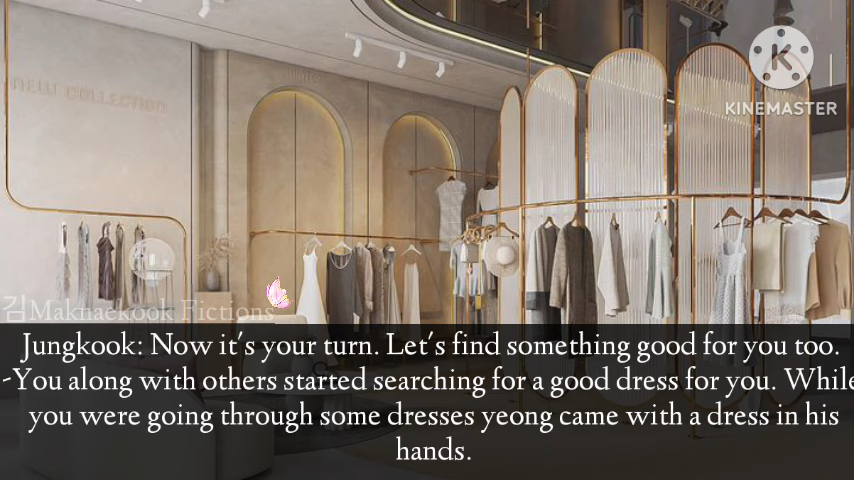 NEW COLLECTION
KINEMASTER
김Maknaekook Fictions
Jungkook: Now it's your turn. Let's find something good for you too.
-You along with others started searching for a good dress for you. While
you were going through some dresses yeong came with a dress in his
hands.